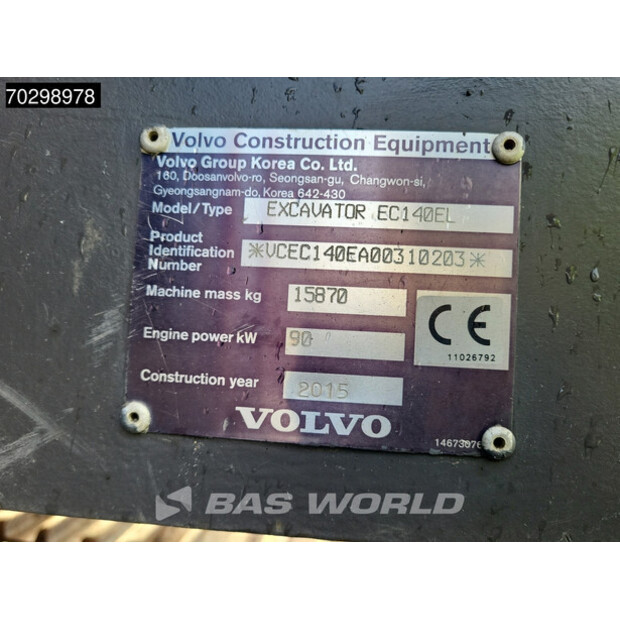 70298978
Volvo Construction Equipment
Volvo Group Korea Co. Ltd.
160, Doosanvolvo-ro, Seongsan-gu, Changwon-si,
Gyeongsangnam-do, Korea 642-430
Model/Type EXCAVATOR EC140EL
Product
Identification *VCEC140EA00310203*
Number
Machine mass kg 15870
Engine power kW 90
CE
11026792
Construction year 2015
VOLVO
BAS WORLD